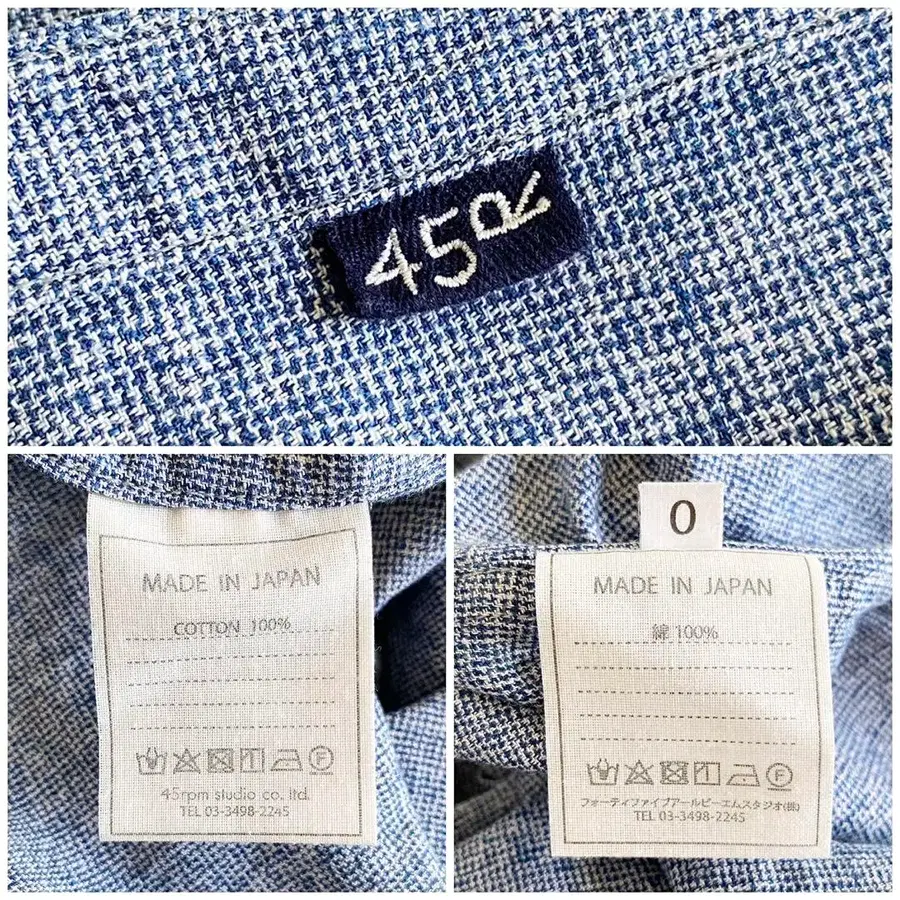 45R
MADE IN JAPAN
COTTON 100%
45rpm studio co. ltd.
TEL 03-3498-2245
0
MADE IN JAPAN
綿 100%
フォーティファイブアールピーエムスタジオ(株)
TEL 03-3498-2245